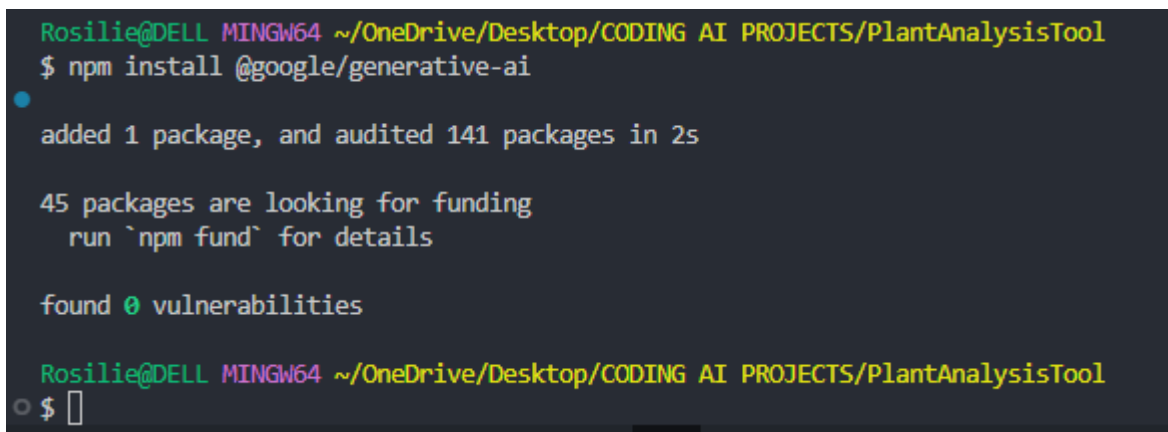 Rosilie@DELL MINGW64 ~/OneDrive/Desktop/CODING AI PROJECTS/PlantAnalysisTool
$ npm install @google/generative-ai
added 1 package, and audited 141 packages in 2s
45 packages are looking for funding
run `npm fund` for details
found 0 vulnerabilities
Rosilie@DELL MINGW64 ~/OneDrive/Desktop/CODING AI PROJECTS/PlantAnalysisTool
$